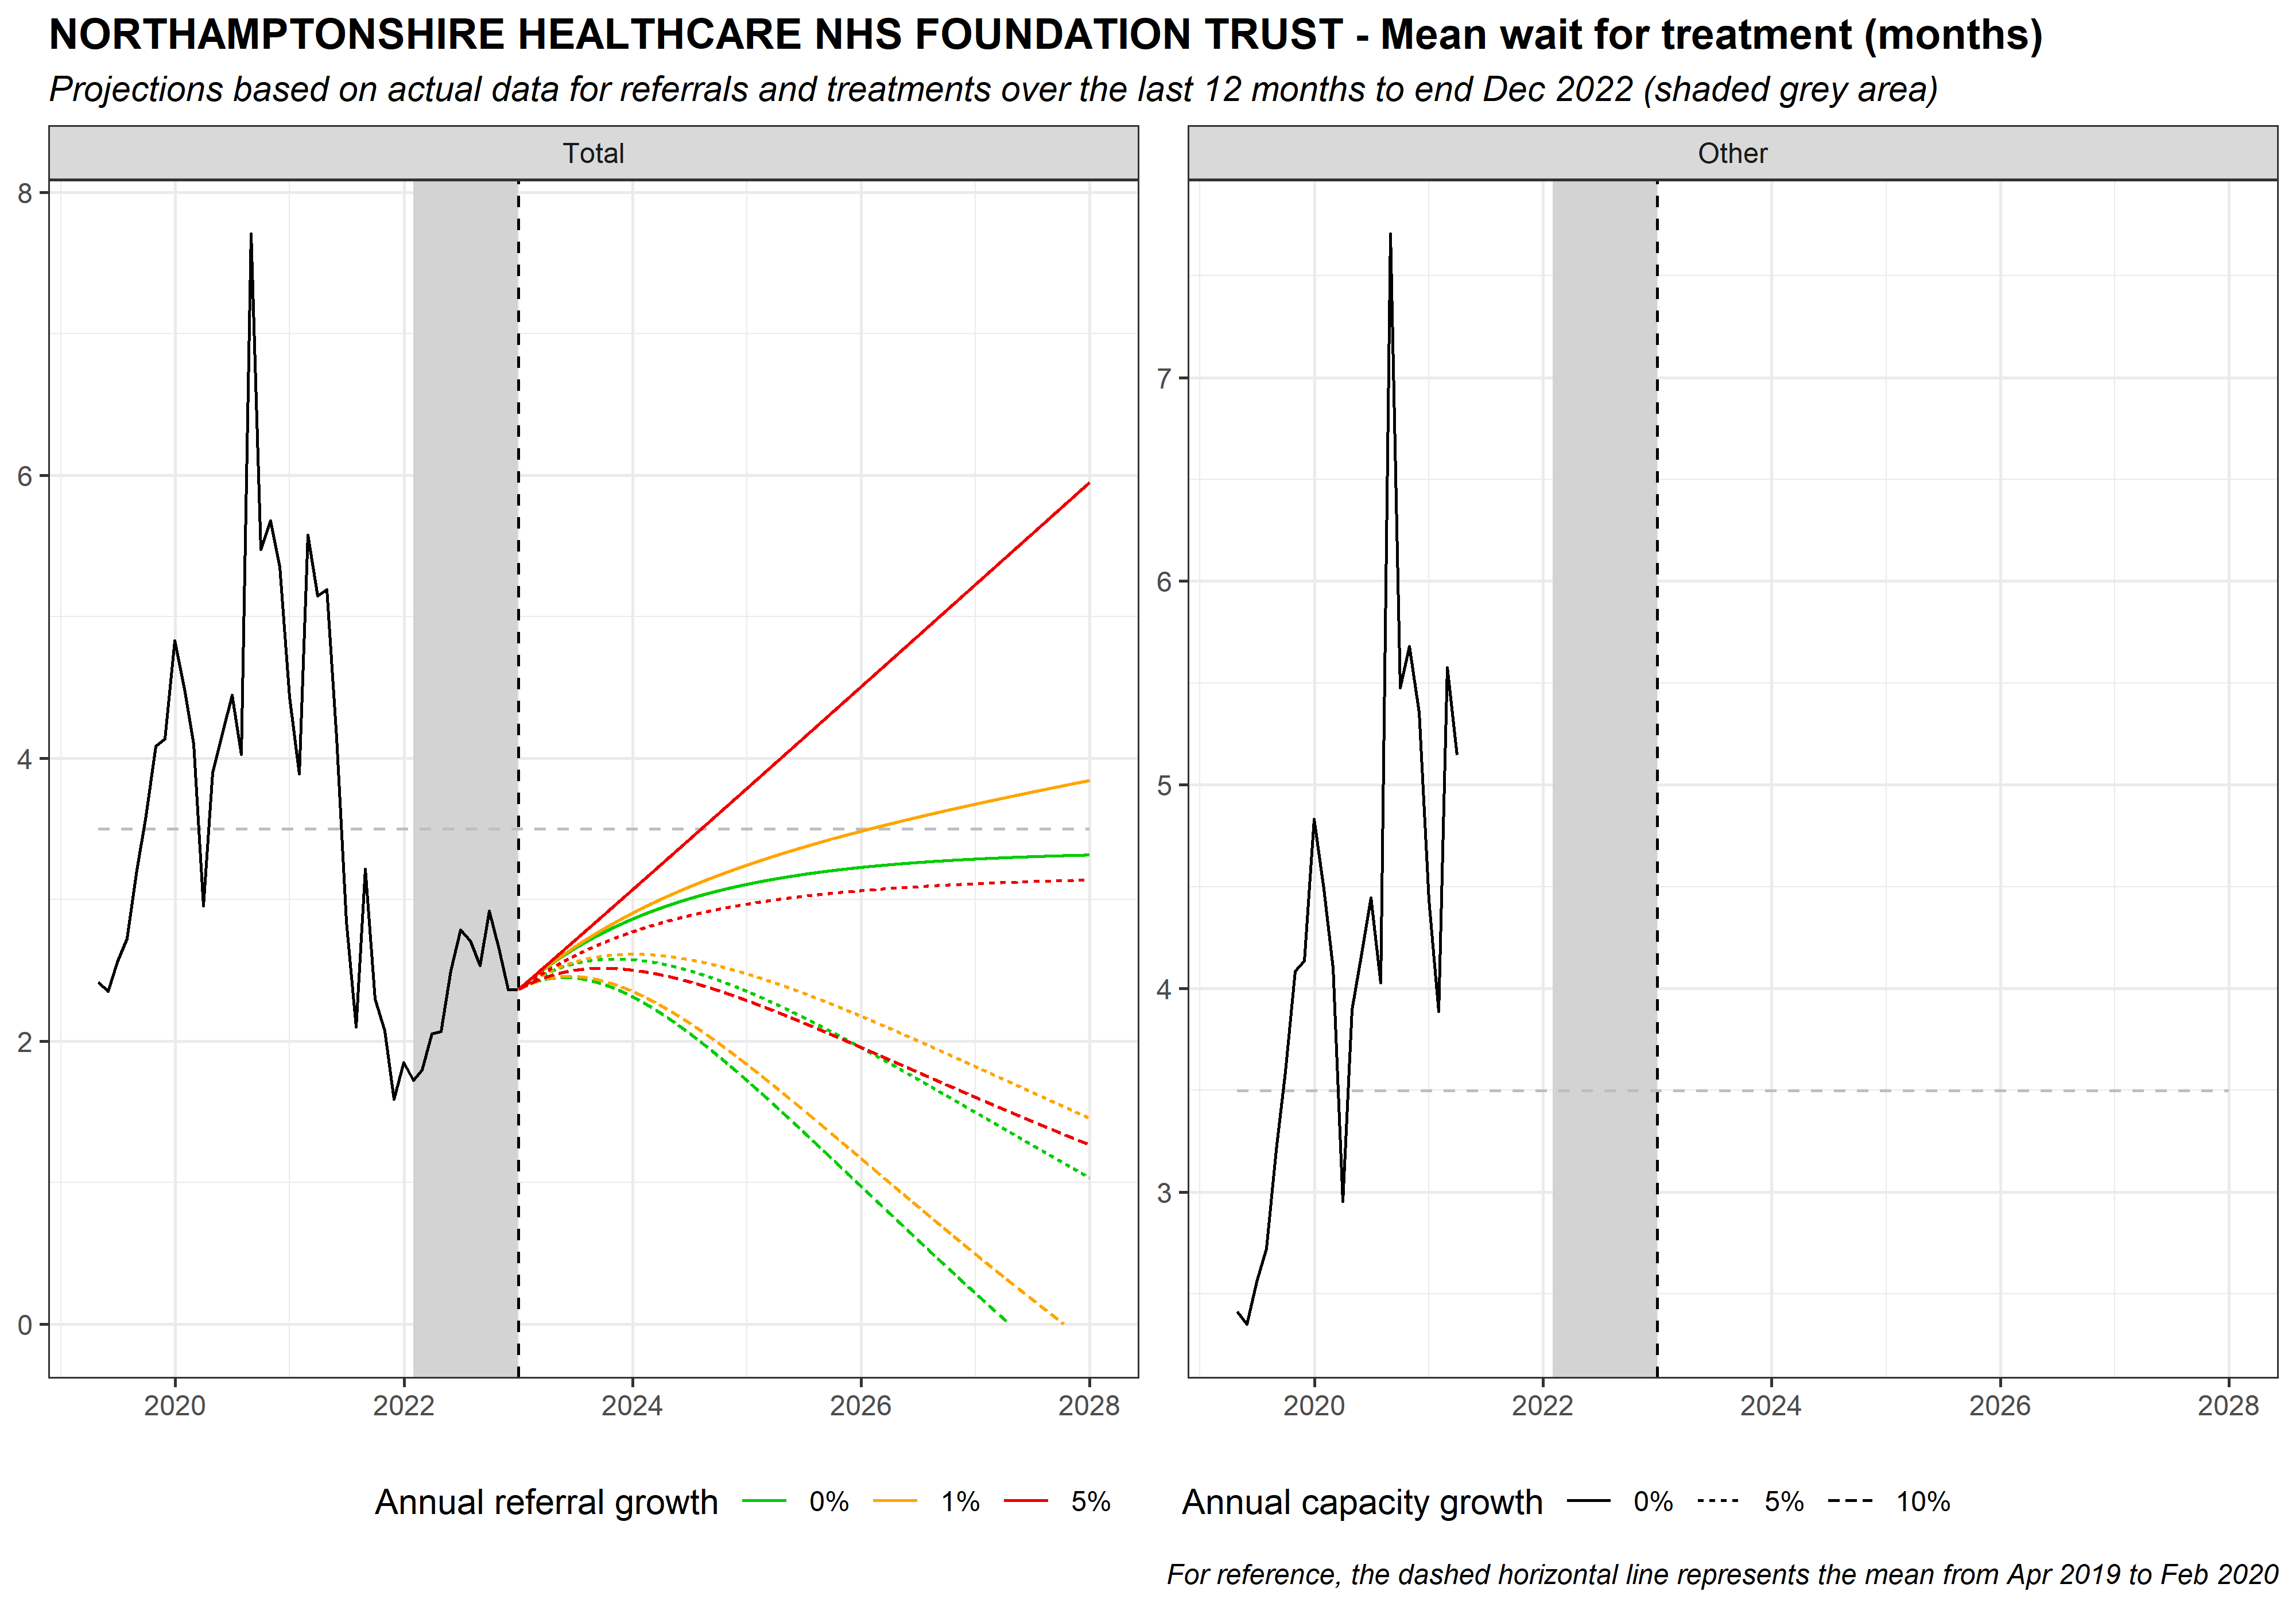 NORTHAMPTONSHIRE HEALTHCARE NHS FOUNDATION TRUST - Mean wait for treatment (months)
Projections based on actual data for referrals and treatments over the last 12 months to end Dec 2022 (shaded grey area)
Total
Other
8
6
4
2
0
7
6
5
4
3
2020 2022 2024 2026 2028
2020 2022 2024 2026 2028
Annual referral growth 0% 1% 5%
Annual capacity growth 0% 5% 10%
For reference, the dashed horizontal line represents the mean from Apr 2019 to Feb 2020